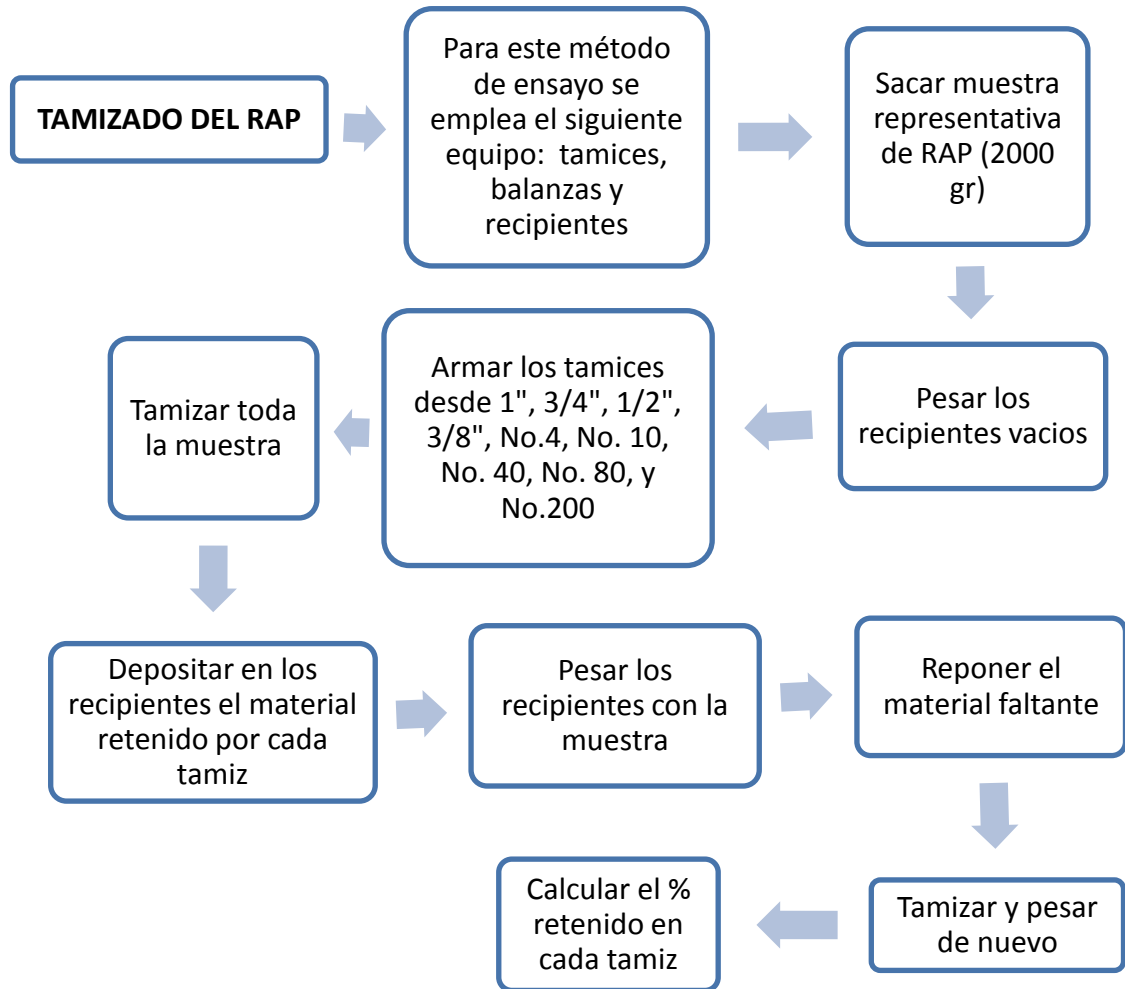 TAMIZADO DEL RAP
Para este método
de ensayo se
emplea el siguiente
equipo: tamices,
balanzas y
recipientes
Sacar muestra
representativa
de RAP (2000
gr)
Pesar los
recipientes vacios
Armar los tamices
desde 1", 3/4", 1/2",
3/8", No.4, No. 10,
No. 40, No. 80, y
No.200
Tamizar toda
la muestra
Depositar en los
recipientes el material
retenido por cada
tamiz
Pesar los
recipientes con la
muestra
Reponer el
material faltante
Tamizar y pesar
de nuevo
Calcular el %
retenido en
cada tamiz